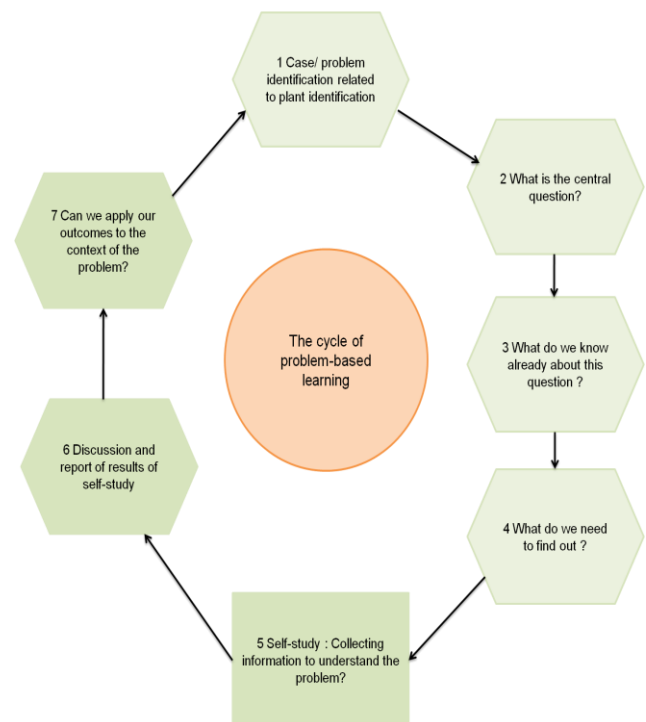 1 Case/ problem
identification related
to plant identification
2 What is the central
question?
3 What do we know
already about this
question ?
4 What do we need
to find out ?
5 Self-study : Collecting
information to understand the
problem?
6 Discussion and
report of results of
self-study
7 Can we apply our
outcomes to the
context of the
problem?
The cycle of
problem-based
learning